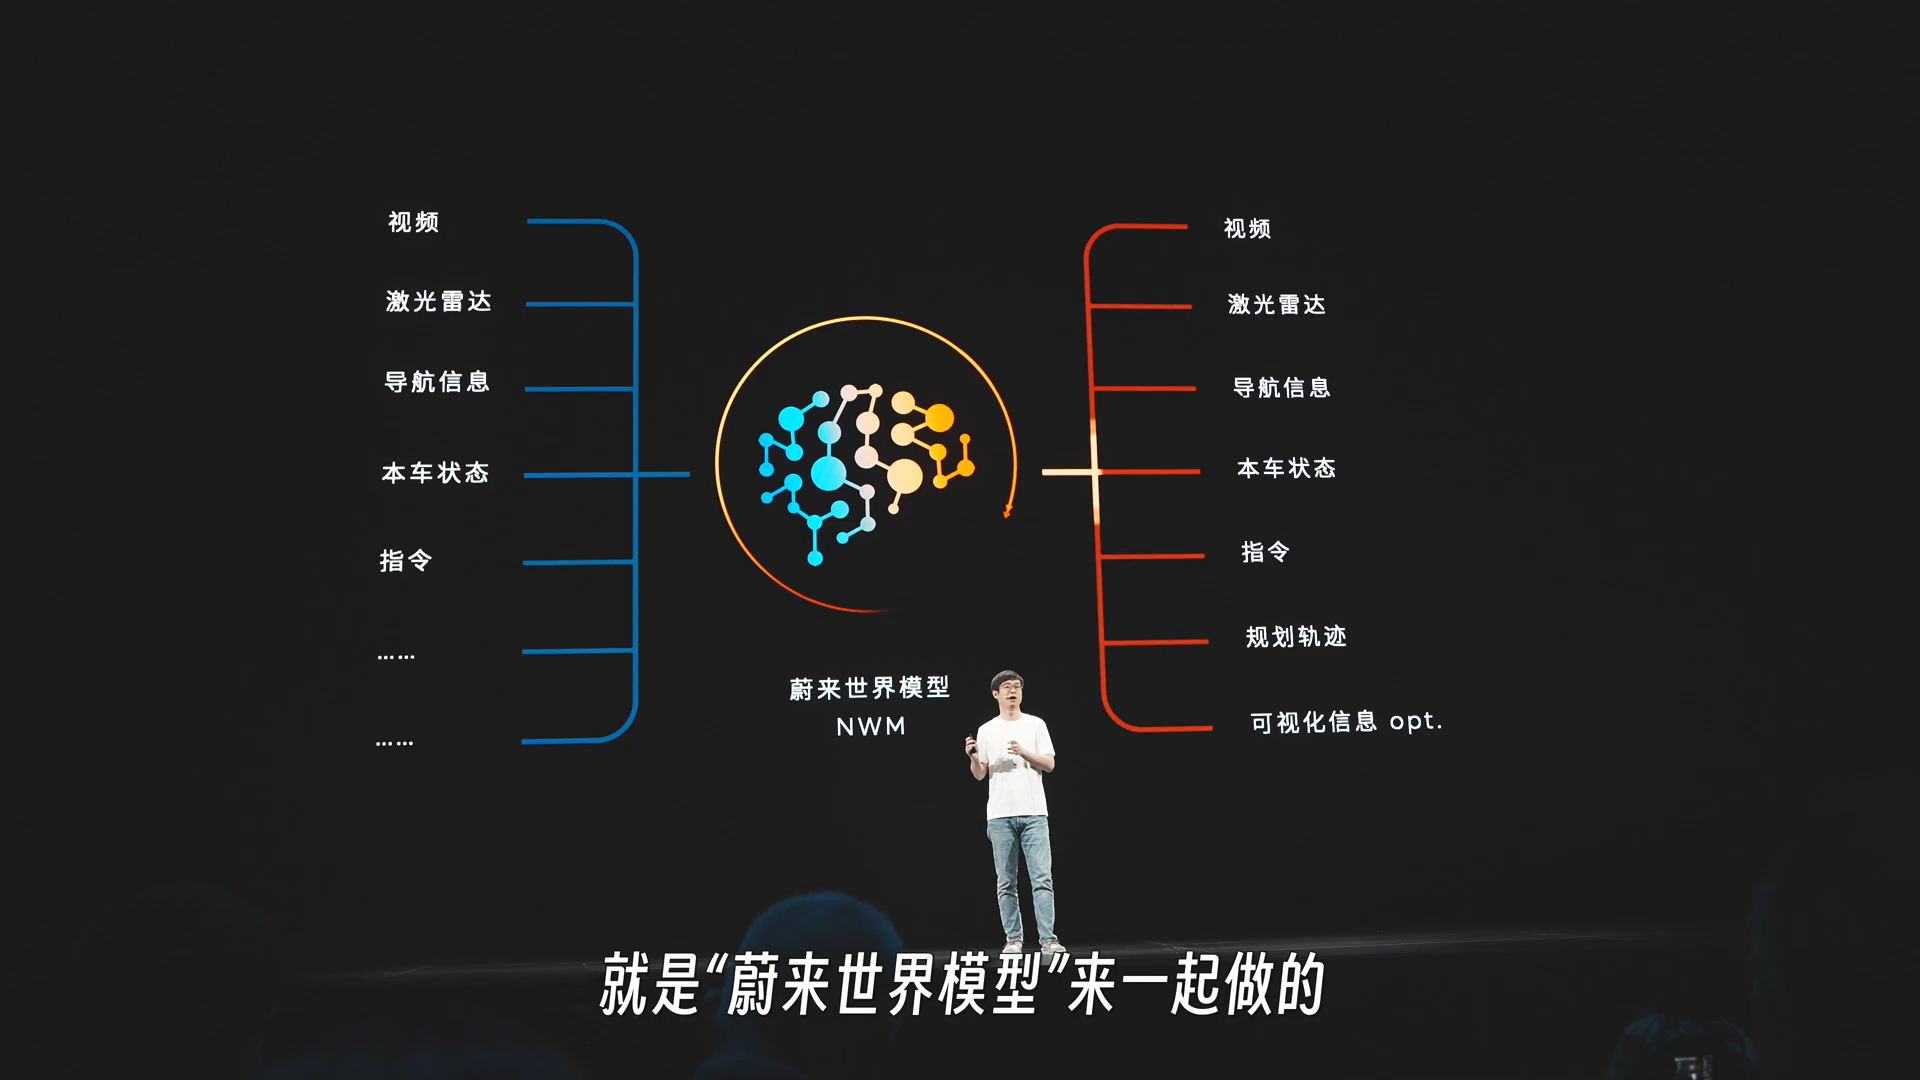 视频
激光雷达
导航信息
本车状态
指令
……
……
蔚来世界模型
NWM
视频
激光雷达
导航信息
本车状态
指令
规划轨迹
可视化信息 opt.
就是“蔚来世界模型”来一起做的